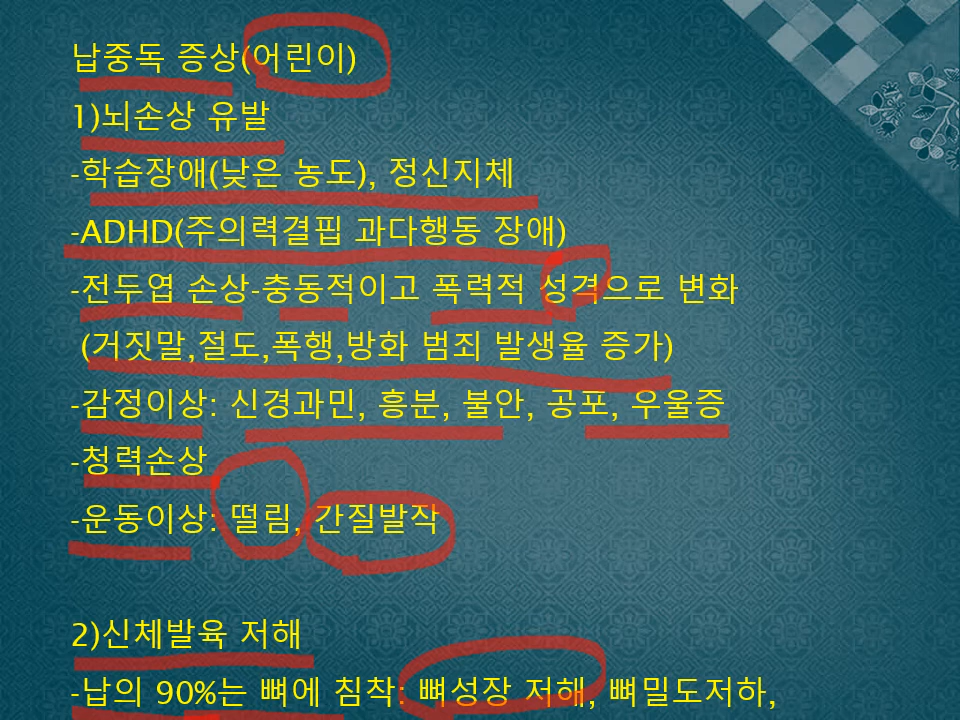 납중독 증상(어린이)
1)뇌손상 유발
-학습장애(낮은 농도), 정신지체
-ADHD(주의력결핍 과다행동 장애)
-전두엽 손상-충동적이고 폭력적 성격으로 변화
(거짓말,절도,폭행,방화 범죄 발생율 증가)
-감정이상: 신경과민, 흥분, 불안, 공포, 우울증
-청력손상
-운동이상: 떨림, 간질발작
2)신체발육 저해
-납의 90%는 뼈에 침착: 뼈성장 저해, 뼈밀도저하,